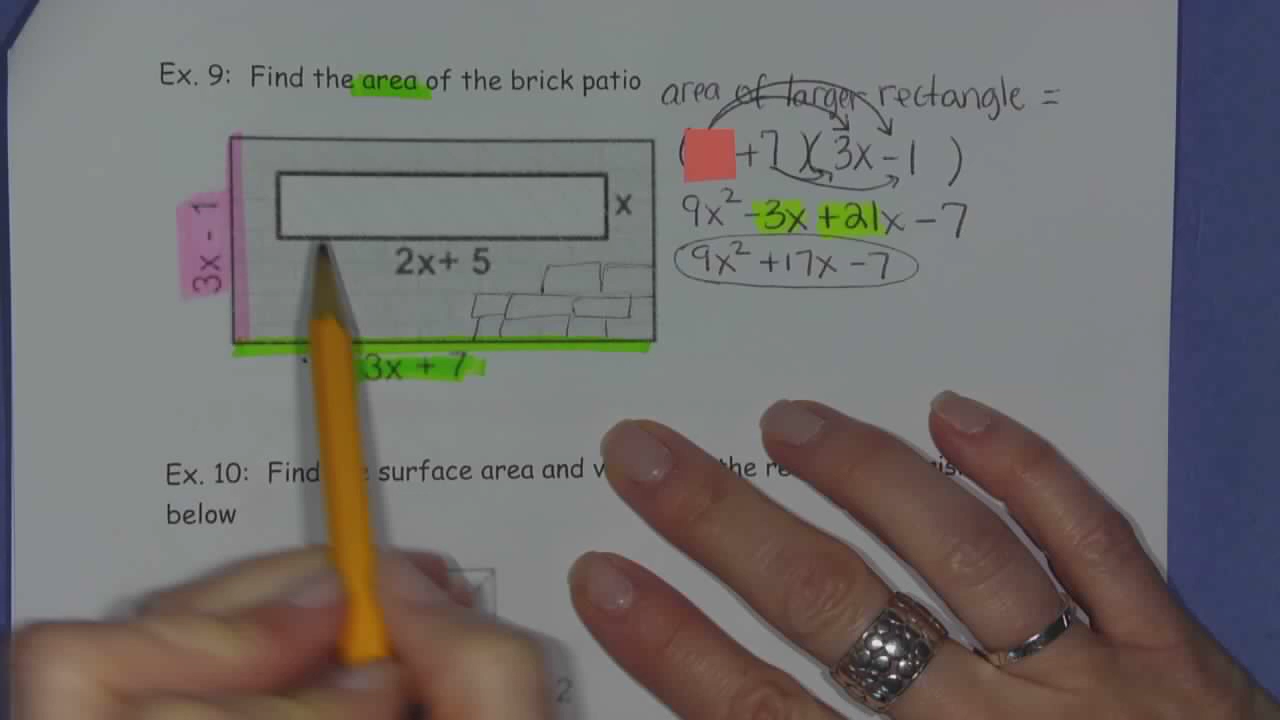 Ex. 9: Find the area of the brick patio
area of larger rectangle =
( +7)(3x-1)
9x² -3x +21x -7
9x² +17x -7
3x - 1
x
2x+ 5
3x + 7
Ex. 10: Find surface area and the
below
2